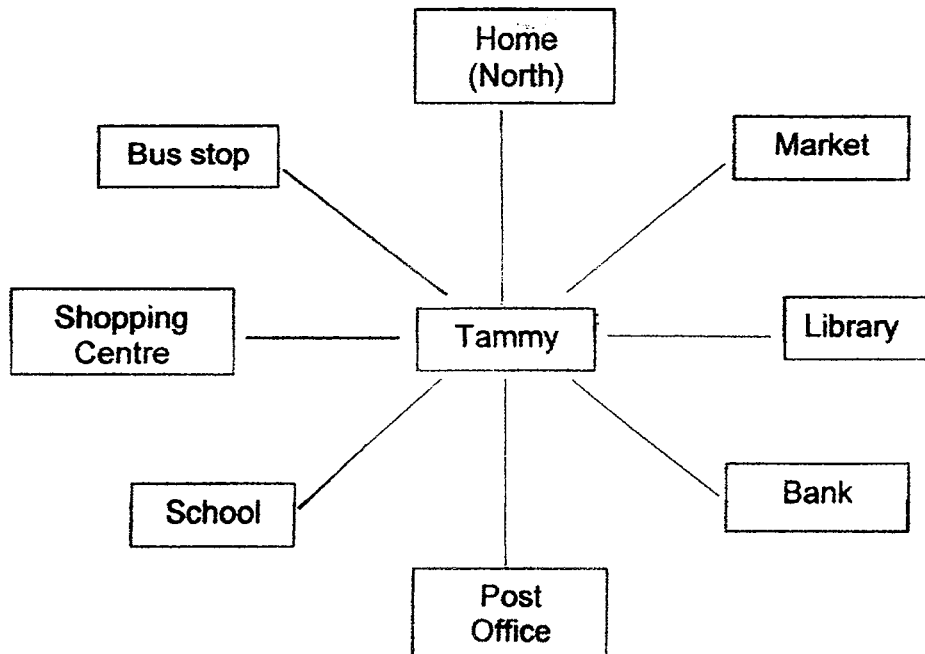 Home
(North)
Bus stop
Market
Shopping
Centre
Tammy
Library
School
Bank
Post
Office